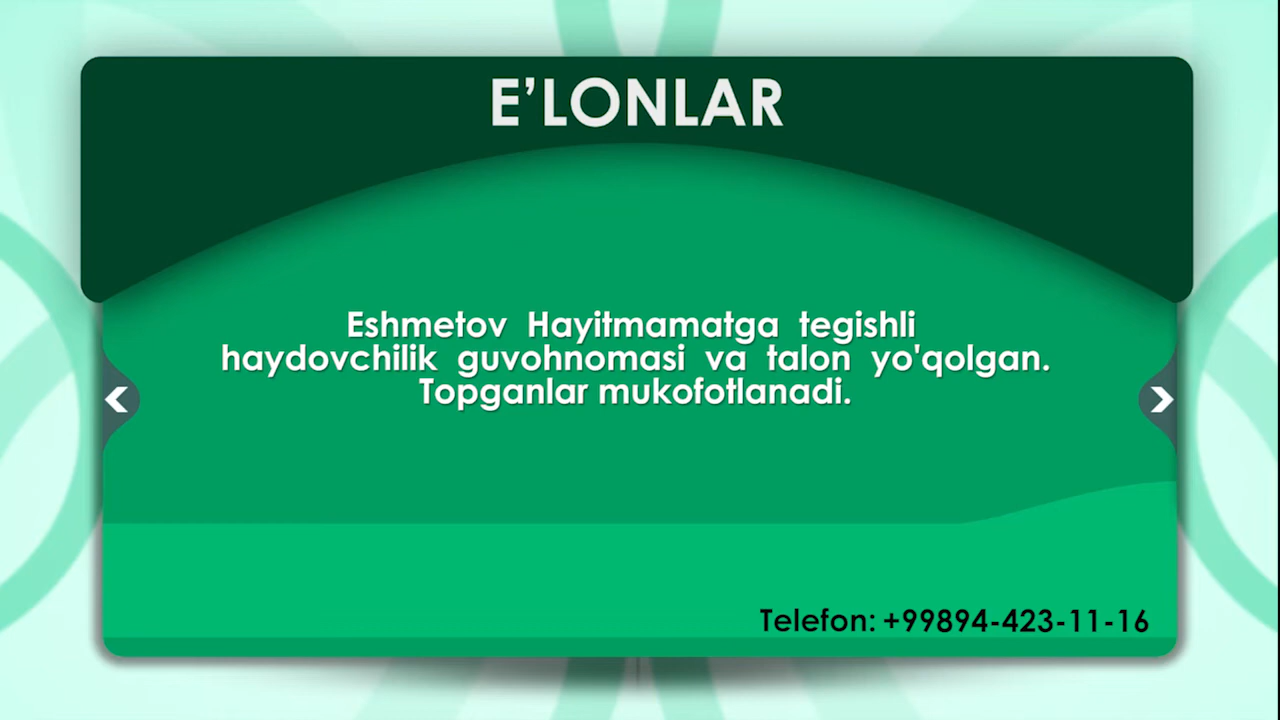 E’LONLAR
Eshmetov Hayitmamatga tegishli
haydovchilik guvohnomasi va talon yo'qolgan.
Topganlar mukofotlanadi.
Telefon: +99894-423-11-16